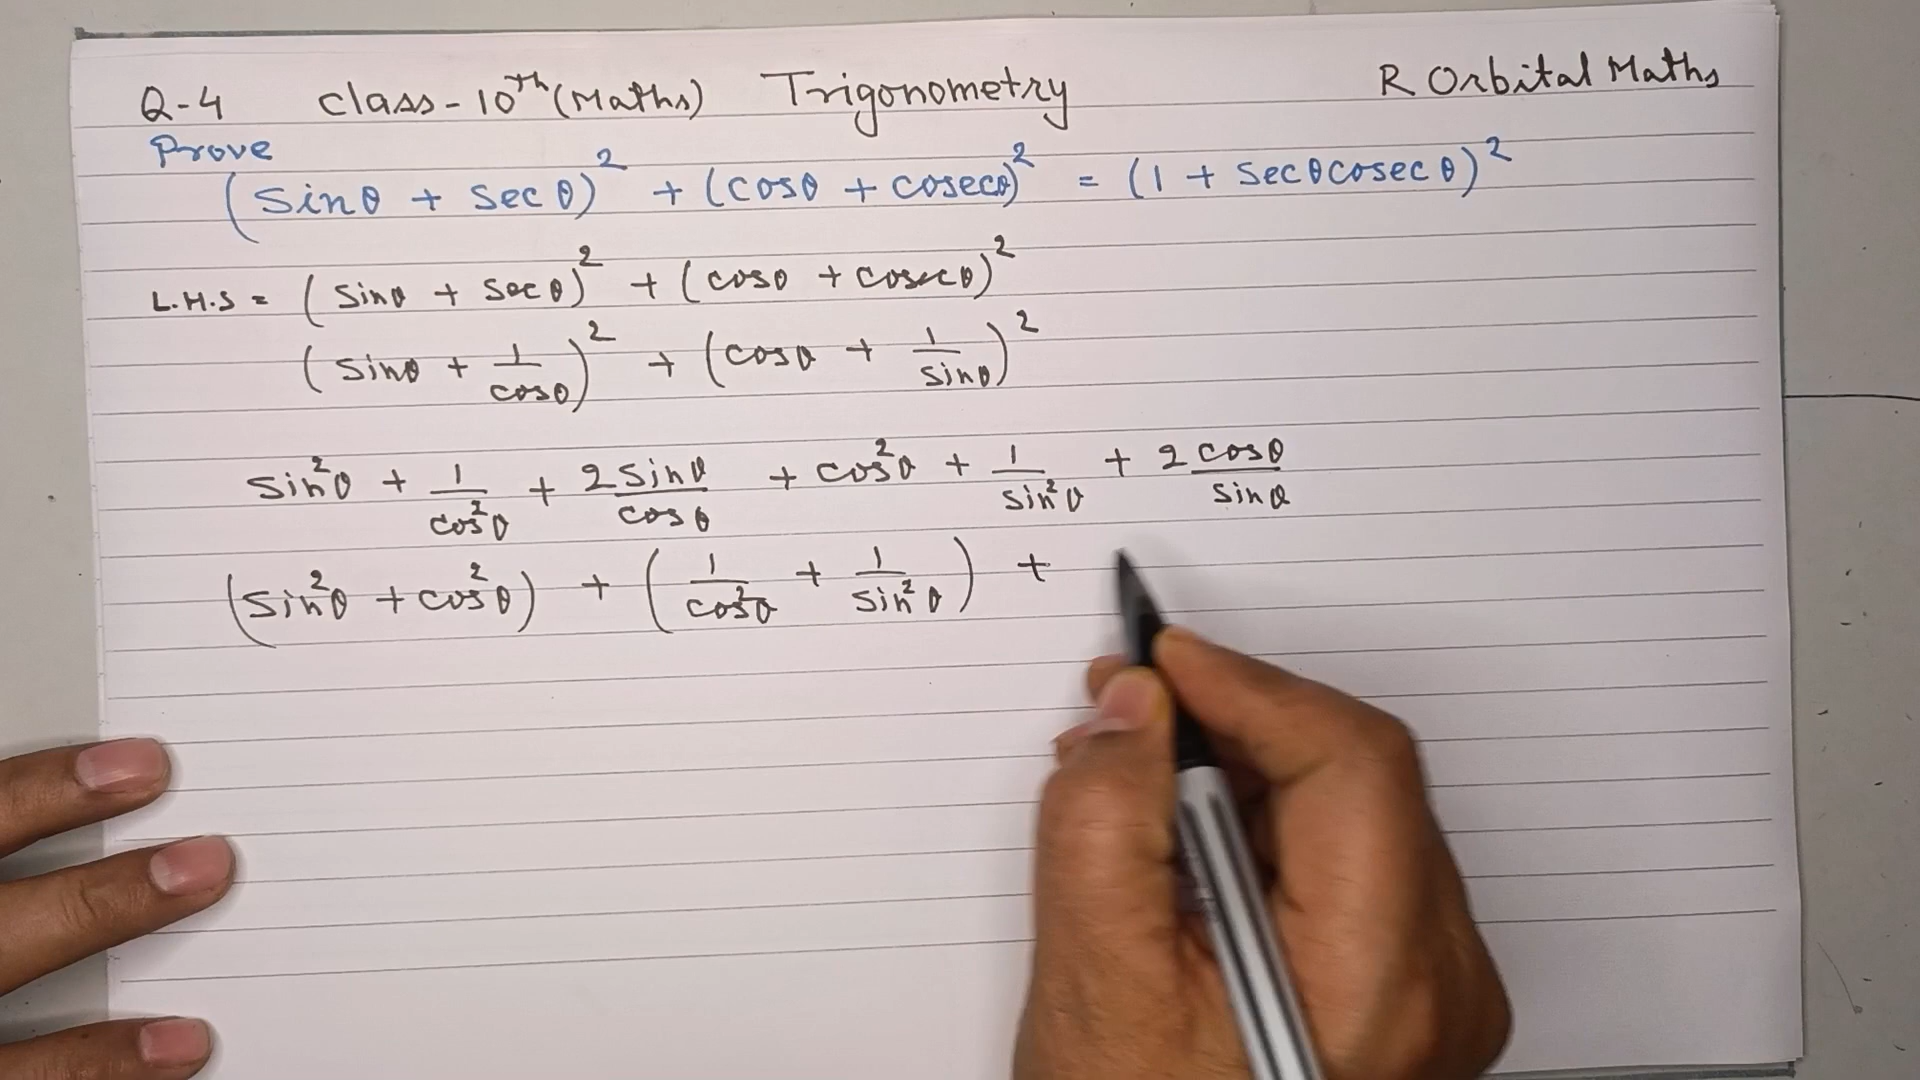 Q-4 Class-10th (Maths) Trigonometry R Orbital Maths
Prove
(sinθ + secθ)² + (cosθ + cosecθ)² = (1 + secθcosecθ)²
L.H.S = (sinθ + secθ)² + (cosθ + cosecθ)²
(sinθ + 1/cosθ)² + (cosθ + 1/sinθ)²
sin²θ + 1/cos²θ + 2sinθ/cosθ + cos²θ + 1/sin²θ + 2cosθ/sinθ
(sin²θ + cos²θ) + (1/cos²θ + 1/sin²θ) +